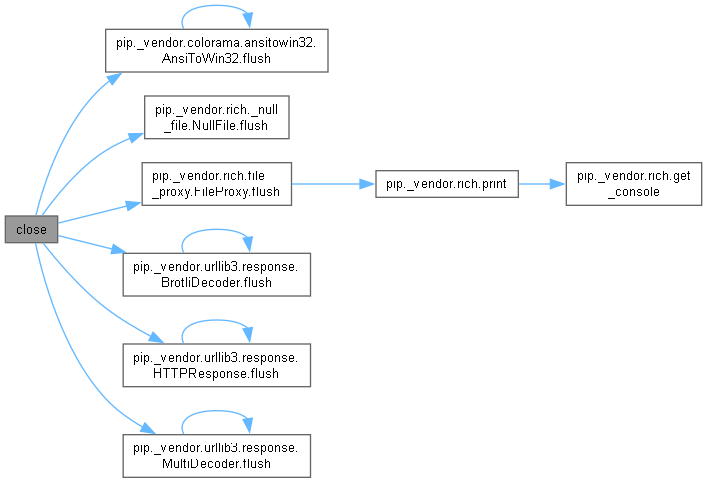 pip._vendor.colorama.ansitowin32.
AnsiToWin32.flush
pip._vendor.rich._null
_file.NullFile.flush
pip._vendor.rich.file
_proxy.FileProxy.flush
pip._vendor.rich.print
pip._vendor.rich.get
_console
close
pip._vendor.urllib3.response.
BrotliDecoder.flush
pip._vendor.urllib3.response.
HTTPResponse.flush
pip._vendor.urllib3.response.
MultiDecoder.flush